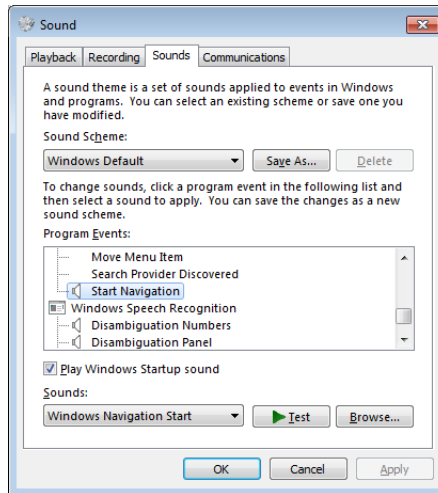 Sound
Playback Recording Sounds Communications
A sound theme is a set of sounds applied to events in Windows
and programs. You can select an existing scheme or save one you
have modified.
Sound Scheme:
Windows Default Save As... Delete
To change sounds, click a program event in the following list and
then select a sound to apply. You can save the changes as a new
sound scheme.
Program Events:
Move Menu Item
Search Provider Discovered
Start Navigation
Windows Speech Recognition
Disambiguation Numbers
Disambiguation Panel
Play Windows Startup sound
Sounds:
Windows Navigation Start Test Browse...
OK Cancel Apply